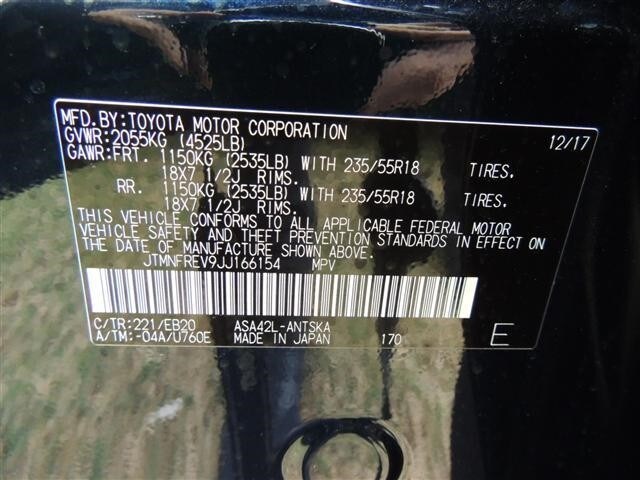 MFD.BY:TOYOTA MOTOR CORPORATION 12/17
GVWR:2055KG (4525LB)
GAWR:FRT. 1150KG (2535LB) WITH 235/55R18 TIRES.
18X7 1/2J RIMS.
RR. 1150KG (2535LB) WITH 235/55R18 TIRES.
18X7 1/2J RIMS.
THIS VEHICLE CONFORMS TO ALL APPLICABLE FEDERAL MOTOR
VEHICLE SAFETY AND THEFT PREVENTION STANDARDS IN EFFECT ON
THE DATE OF MANUFACTURE SHOWN ABOVE.
JTMNFREV9JJ166154 MPV
C/TR:221/EB20 ASA42L-ANTSKA
A/TM:-04A/U760E MADE IN JAPAN 170 E